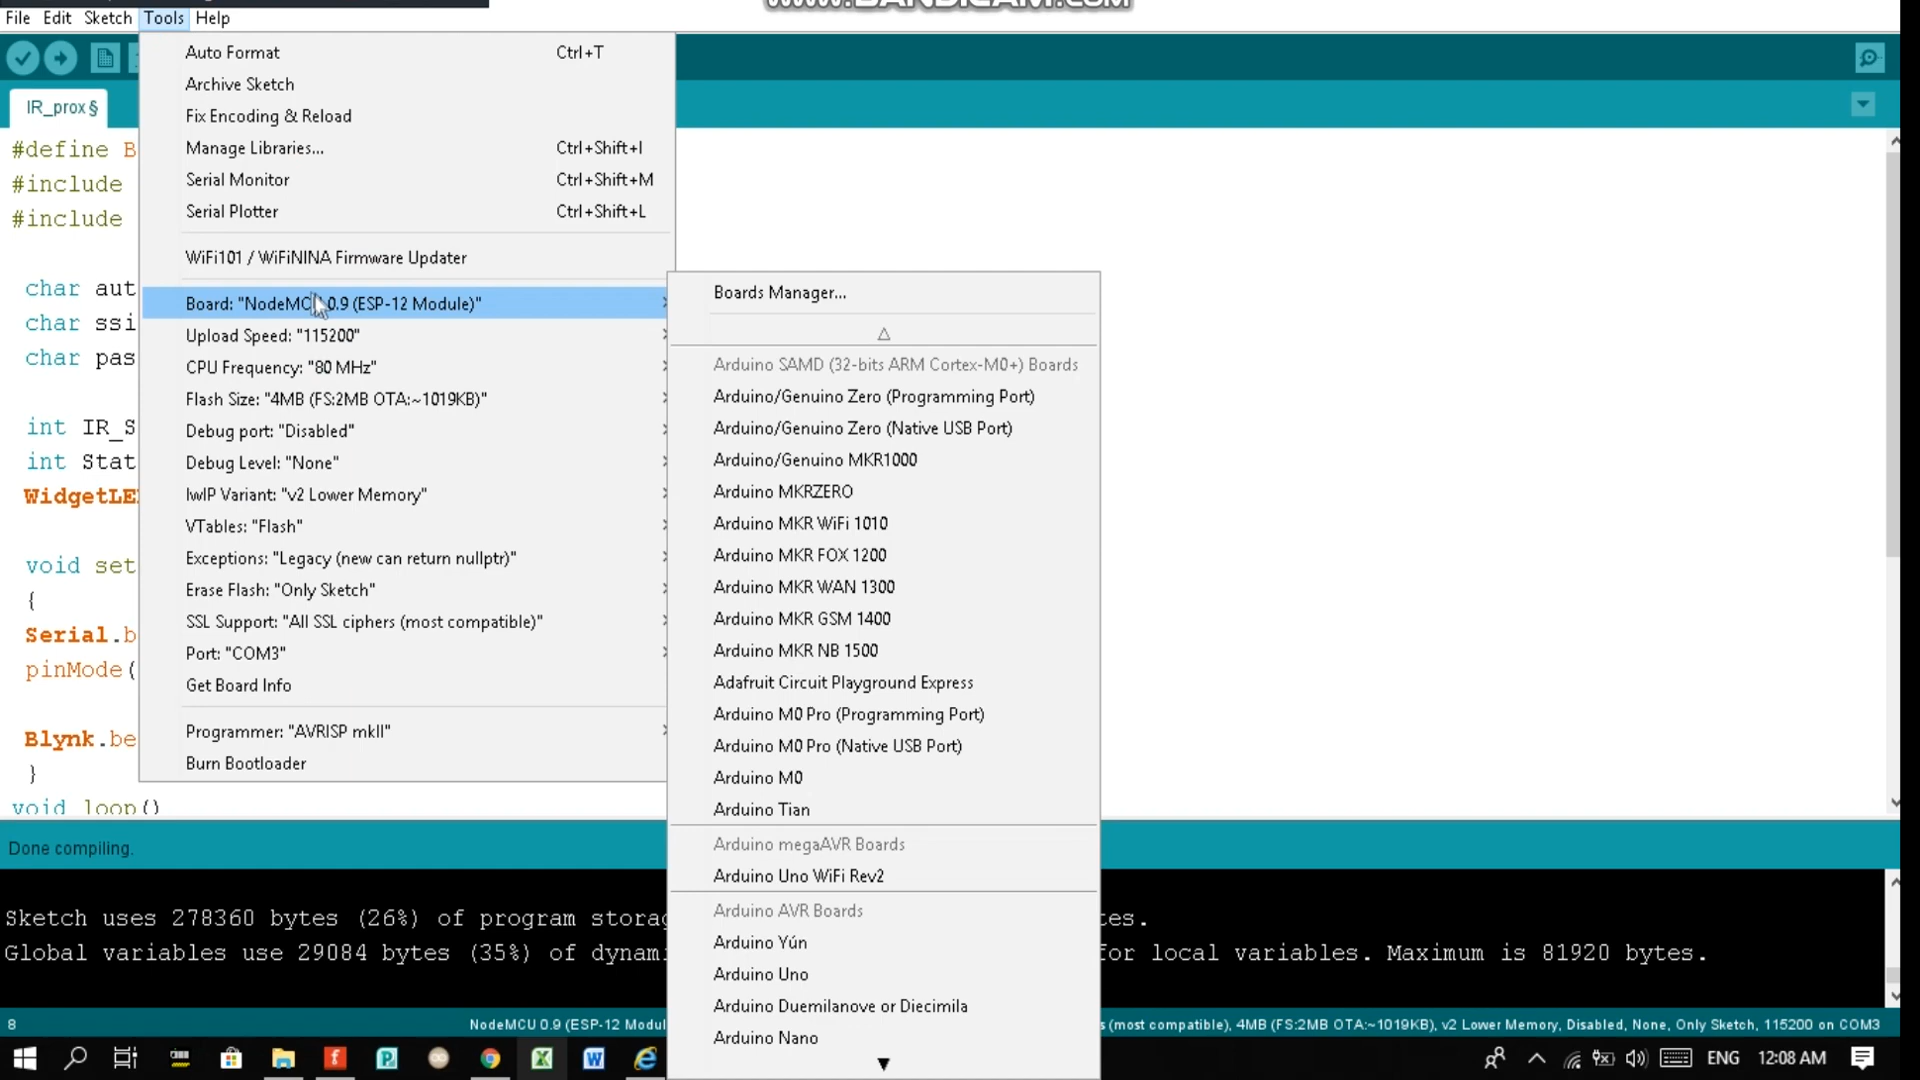 www.BANDICAM.com
File Edit Sketch Tools Help
IR_prox §
#define B
#include
#include
char aut
char ssi
char pas
int IR_S
int Stat
WidgetLE
void set
{
Serial.b
pinMode(
Blynk.be
}
void loop()
Auto Format Ctrl+T
Archive Sketch
Fix Encoding & Reload
Manage Libraries... Ctrl+Shift+I
Serial Monitor Ctrl+Shift+M
Serial Plotter Ctrl+Shift+L
WiFi101 / WiFiNINA Firmware Updater
Board: "NodeMCU 0.9 (ESP-12 Module)"
Upload Speed: "115200"
CPU Frequency: "80 MHz"
Flash Size: "4MB (FS:2MB OTA:~1019KB)"
Debug port: "Disabled"
Debug Level: "None"
lwIP Variant: "v2 Lower Memory"
VTables: "Flash"
Exceptions: "Legacy (new can return nullptr)"
Erase Flash: "Only Sketch"
SSL Support: "All SSL ciphers (most compatible)"
Port: "COM3"
Get Board Info
Programmer: "AVRISP mkII"
Burn Bootloader
Boards Manager...
Arduino SAMD (32-bits ARM Cortex-M0+) Boards
Arduino/Genuino Zero (Programming Port)
Arduino/Genuino Zero (Native USB Port)
Arduino/Genuino MKR1000
Arduino MKRZERO
Arduino MKR WiFi 1010
Arduino MKR FOX 1200
Arduino MKR WAN 1300
Arduino MKR GSM 1400
Arduino MKR NB 1500
Adafruit Circuit Playground Express
Arduino M0 Pro (Programming Port)
Arduino M0 Pro (Native USB Port)
Arduino M0
Arduino Tian
Arduino megaAVR Boards
Arduino Uno WiFi Rev2
Arduino AVR Boards
Arduino Yún
Arduino Uno
Arduino Duemilanove or Diecimila
Arduino Nano
Done compiling.
Sketch uses 278360 bytes (26%) of program storag tes.
Global variables use 29084 bytes (35%) of dynami for local variables. Maximum is 81920 bytes.
8 NodeMCU 0.9 (ESP-12 Modul s (most compatible), 4MB (FS:2MB OTA:~1019KB), v2 Lower Memory, Disabled, None, Only Sketch, 115200 on COM3
ENG 12:08 AM